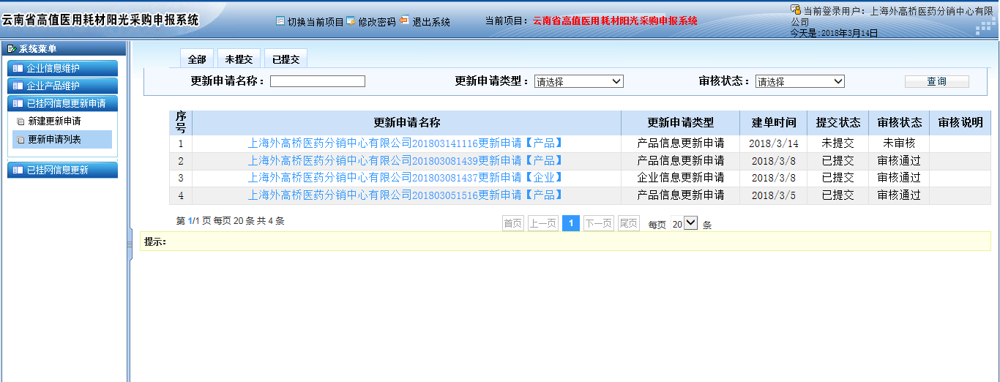 云南省高值医用耗材阳光采购申报系统
切换当前项目 修改密码 退出系统
当前项目：云南省高值医用耗材阳光采购申报系统
当前登录用户：上海外高桥医药分销中心有限
公司
今天是:2018年3月14日
系统菜单
企业信息维护
企业产品维护
已挂网信息更新申请
新建更新申请
更新申请列表
已挂网信息更新
全部 未提交 已提交
更新申请名称： 更新申请类型： 请选择 审核状态： 请选择 查询
序号 更新申请名称 更新申请类型 建单时间 提交状态 审核状态 审核说明
1 上海外高桥医药分销中心有限公司201803141116更新申请【产品】 产品信息更新申请 2018/3/14 未提交 未审核
2 上海外高桥医药分销中心有限公司201803081439更新申请【产品】 产品信息更新申请 2018/3/8 已提交 审核通过
3 上海外高桥医药分销中心有限公司201803081437更新申请【企业】 企业信息更新申请 2018/3/8 已提交 审核通过
4 上海外高桥医药分销中心有限公司201803051516更新申请【产品】 产品信息更新申请 2018/3/5 已提交 审核通过
第 1/1 页 每页 20 条 共 4 条 首页 上一页 1 下一页 尾页 每页 20 条
提示：